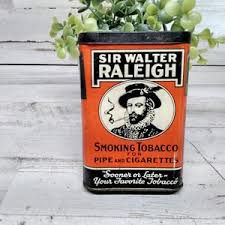 SIR WALTER
RALEIGH
SMOKING TOBACCO
FOR
PIPE AND CIGARETTES
"Sooner or Later-
Your Favorite Tobacco"